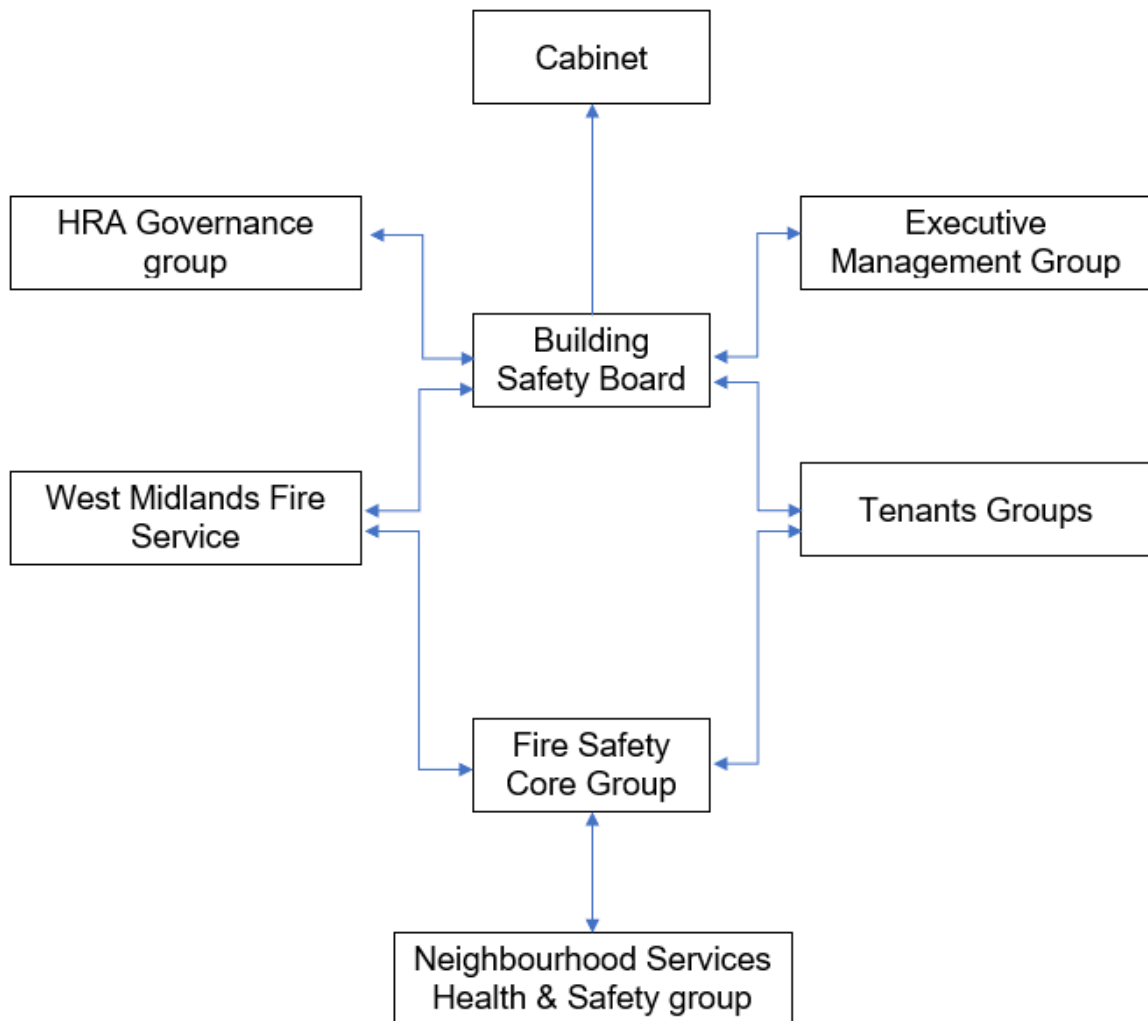 Cabinet
HRA Governance
group
Executive
Management Group
Building
Safety Board
West Midlands Fire
Service
Tenants Groups
Fire Safety
Core Group
Neighbourhood Services
Health & Safety group